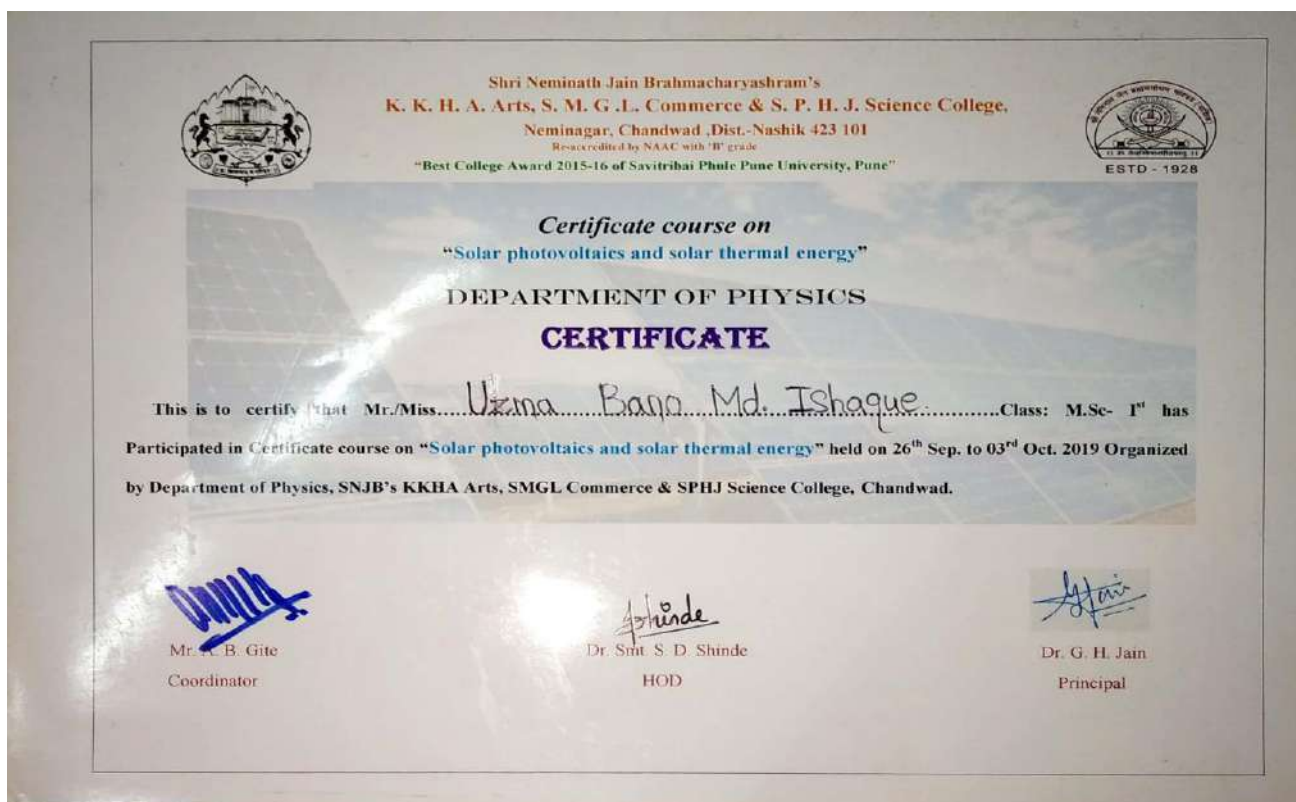 Shri Neminath Jain Brahmacharyashram's
K. K. H. A. Arts, S. M. G .L. Commerce & S. P. H. J. Science College,
Neminagar, Chandwad ,Dist.-Nashik 423 101
Re-accredited by NAAC with 'B' grade
"Best College Award 2015-16 of Savitribai Phule Pune University, Pune"
ESTD - 1928
Certificate course on
"Solar photovoltaics and solar thermal energy"
DEPARTMENT OF PHYSICS
CERTIFICATE
This is to certify that Mr./Miss....Uzma Bano Md. Ishaque...........Class: M.Sc- Iˢᵗ has
Participated in Certificate course on "Solar photovoltaics and solar thermal energy" held on 26ᵗʰ Sep. to 03ʳᵈ Oct. 2019 Organized
by Department of Physics, SNJB's KKHA Arts, SMGL Commerce & SPHJ Science College, Chandwad.
Shinde
Jain
Mr. A. B. Gite
Dr. Smt. S. D. Shinde
Dr. G. H. Jain
Coordinator
HOD
Principal